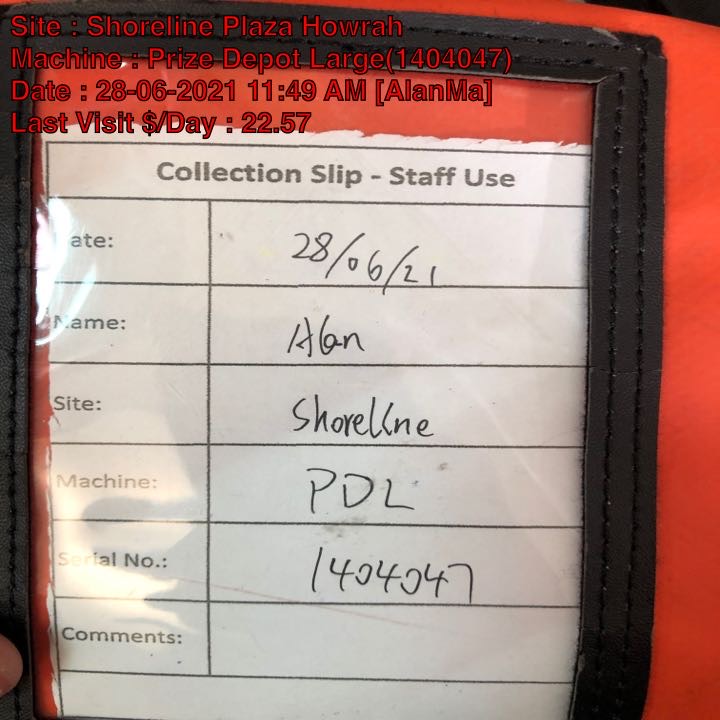 Site : Shoreline Plaza Howrah
Machine : Prize Depot Large(1404047)
Date : 28-06-2021 11:49 AM [AlanMa]
Last Visit $/Day : 22.57
Collection Slip - Staff Use
ate: 28/06/21
Name: Alan
Site: Shoreline
Machine: PDL
Serial No.: 1404047
Comments: